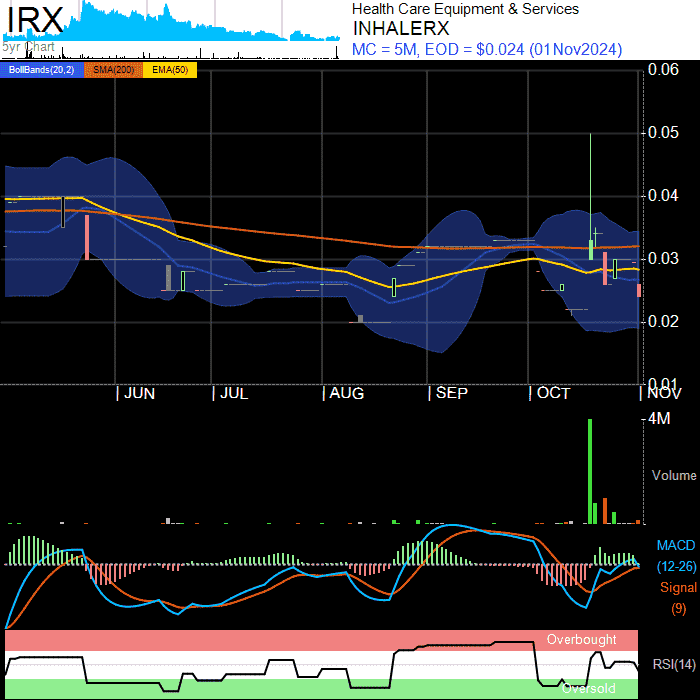 IRX
5yr Chart
Health Care Equipment & Services
INHALERX
MC = 5M, EOD = $0.024 (01Nov2024)
BollBands(20,2) SMA(200) EMA(50)
0.06
0.05
0.04
0.03
0.02
0.01
| JUN | JUL | AUG | SEP | OCT | NOV
4M
Volume
MACD
(12-26)
Signal
(9)
Overbought
RSI(14)
Oversold